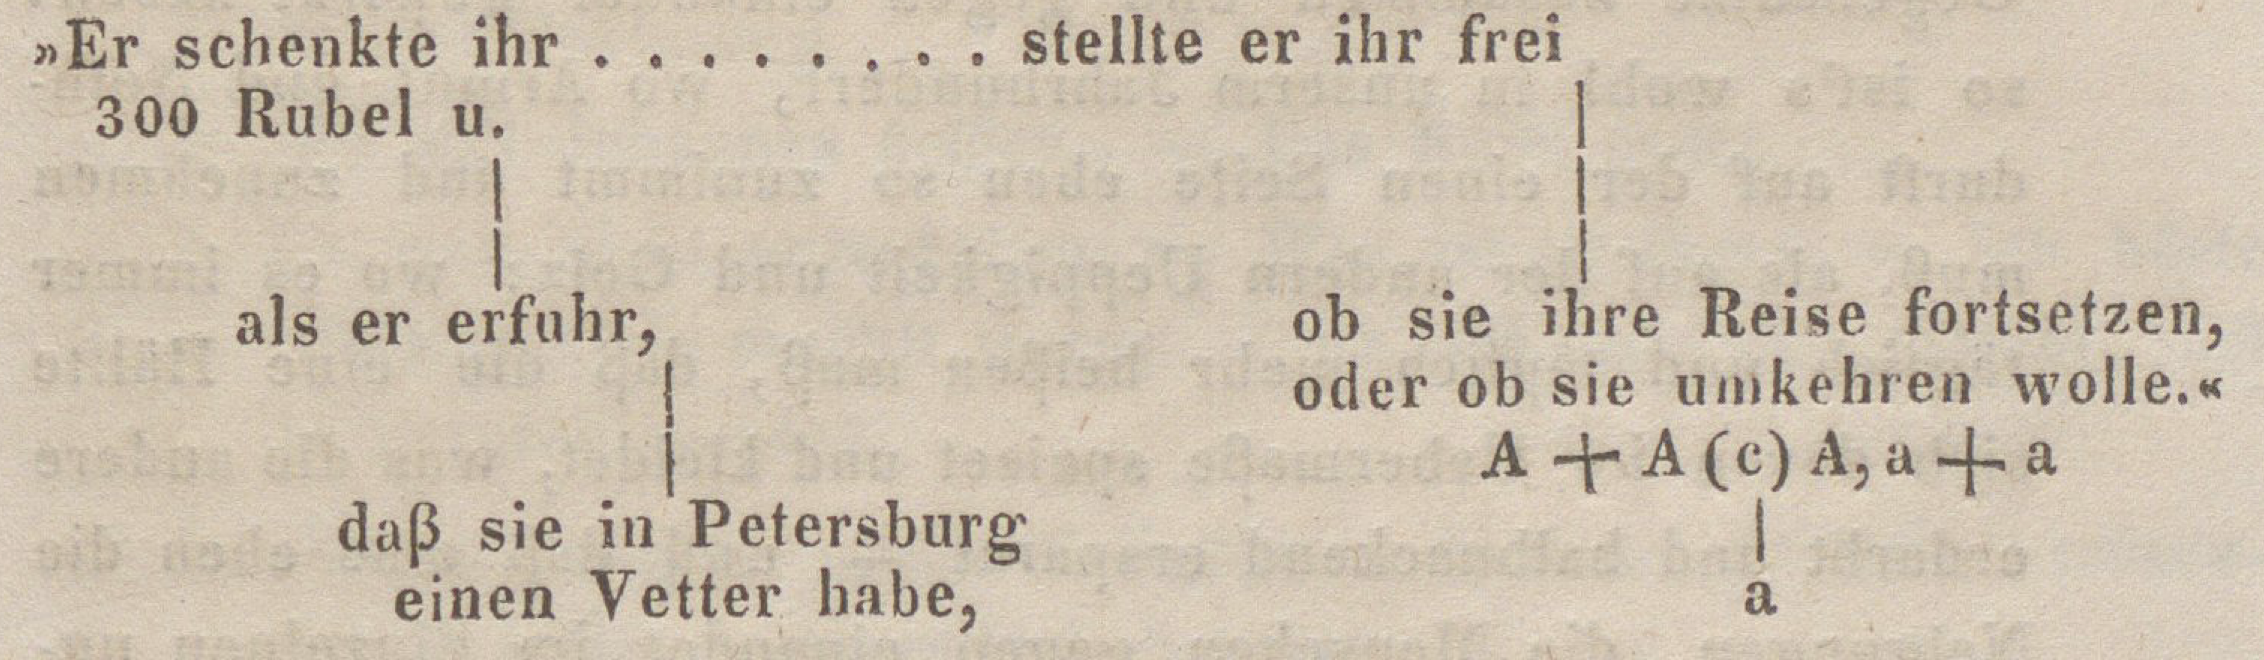 »Er schenkte ihr . . . . . . . . stellte er ihr frei
300 Rubel u.
als er erfuhr,
ob sie ihre Reise fortsetzen,
oder ob sie umkehren wolle.«
A + A (c) A, a + a
a
daß sie in Petersburg
einen Vetter habe,